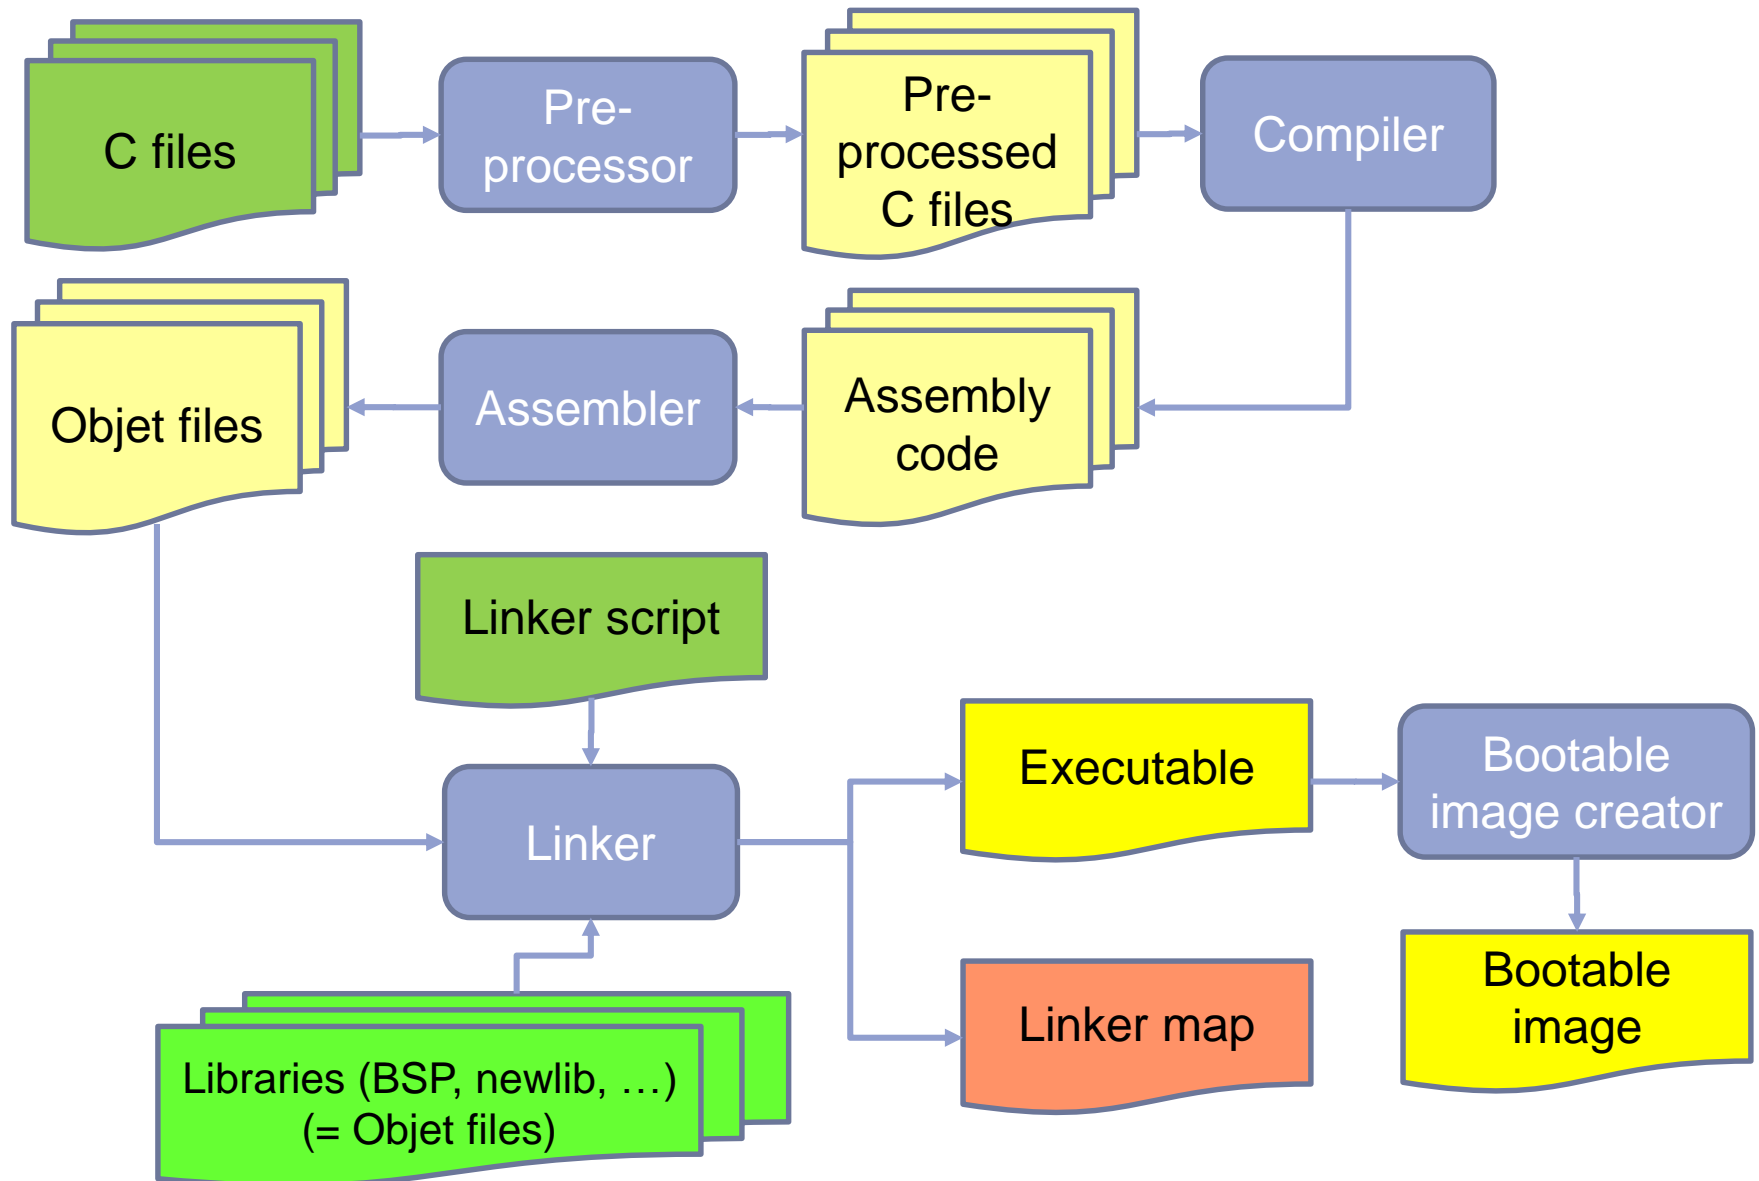 C files
Pre-
processor
Pre-
processed
C files
Compiler
Objet files
Assembler
Assembly
code
Linker script
Linker
Executable
Bootable
image creator
Linker map
Bootable
image
Libraries (BSP, newlib, …)
(= Objet files)